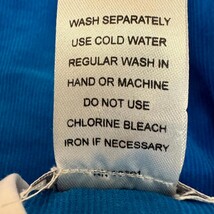 WASH SEPARATELY
USE COLD WATER
REGULAR WASH IN
HAND OR MACHINE
DO NOT USE
CHLORINE BLEACH
IRON IF NECESSARY